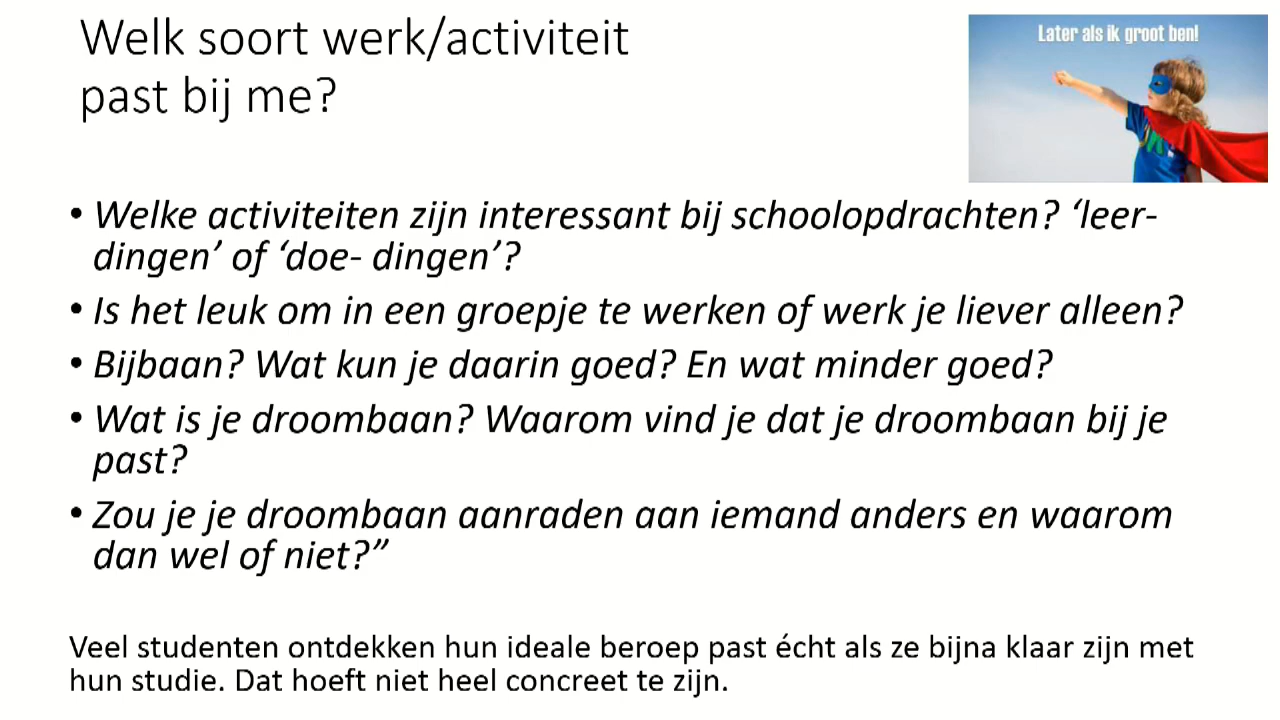 Welk soort werk/activiteit
past bij me?
Later als ik groot ben!
• Welke activiteiten zijn interessant bij schoolopdrachten? ‘leer-
dingen’ of ‘doe- dingen’?
• Is het leuk om in een groepje te werken of werk je liever alleen?
• Bijbaan? Wat kun je daarin goed? En wat minder goed?
• Wat is je droombaan? Waarom vind je dat je droombaan bij je
past?
• Zou je je droombaan aanraden aan iemand anders en waarom
dan wel of niet?”
Veel studenten ontdekken hun ideale beroep past écht als ze bijna klaar zijn met
hun studie. Dat hoeft niet heel concreet te zijn.